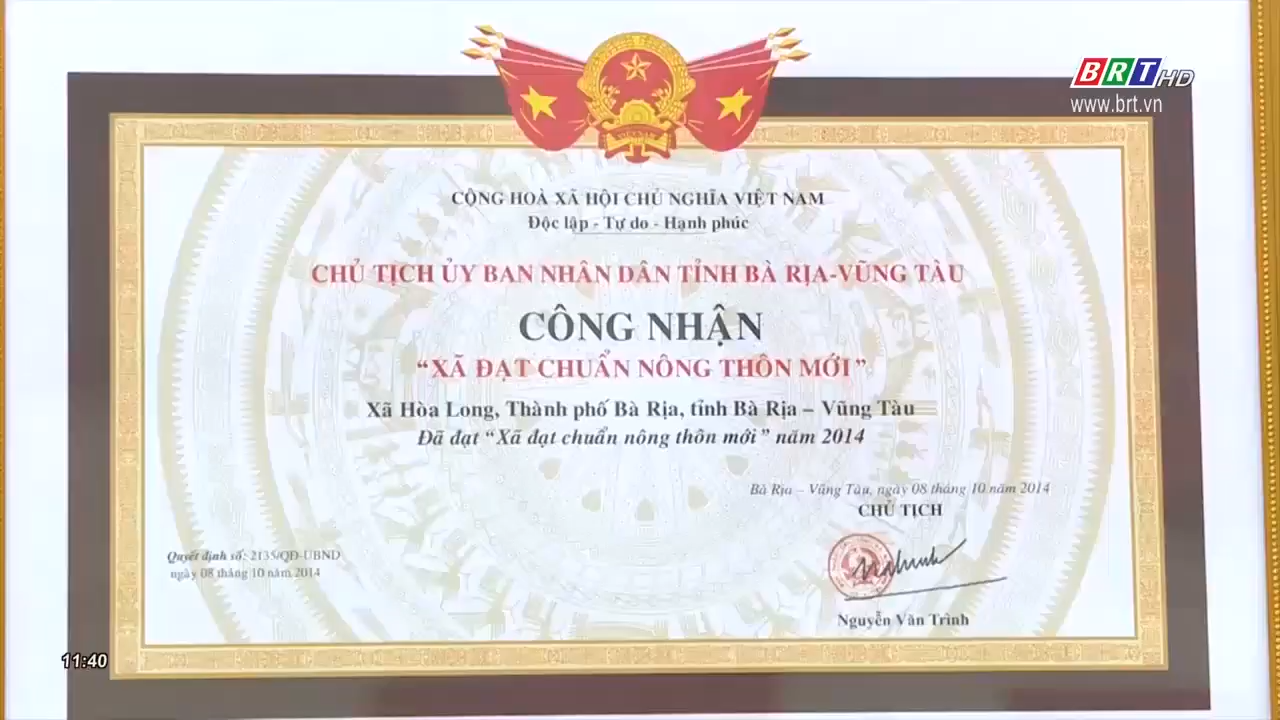 BRT HD
www.brt.vn
VIỆT NAM
CỘNG HOÀ XÃ HỘI CHỦ NGHĨA VIỆT NAM
Độc lập - Tự do - Hạnh phúc
CHỦ TỊCH ỦY BAN NHÂN DÂN TỈNH BÀ RỊA-VŨNG TÀU
CÔNG NHẬN
“XÃ ĐẠT CHUẨN NÔNG THÔN MỚI”
Xã Hòa Long, Thành phố Bà Rịa, tỉnh Bà Rịa – Vũng Tàu
Đã đạt “Xã đạt chuẩn nông thôn mới” năm 2014
Bà Rịa – Vũng Tàu, ngày 08 tháng 10 năm 2014
CHỦ TỊCH
Quyết định số: 2135/QĐ-UBND
ngày 08 tháng 10 năm 2014
Nguyễn Văn Trình
11:40